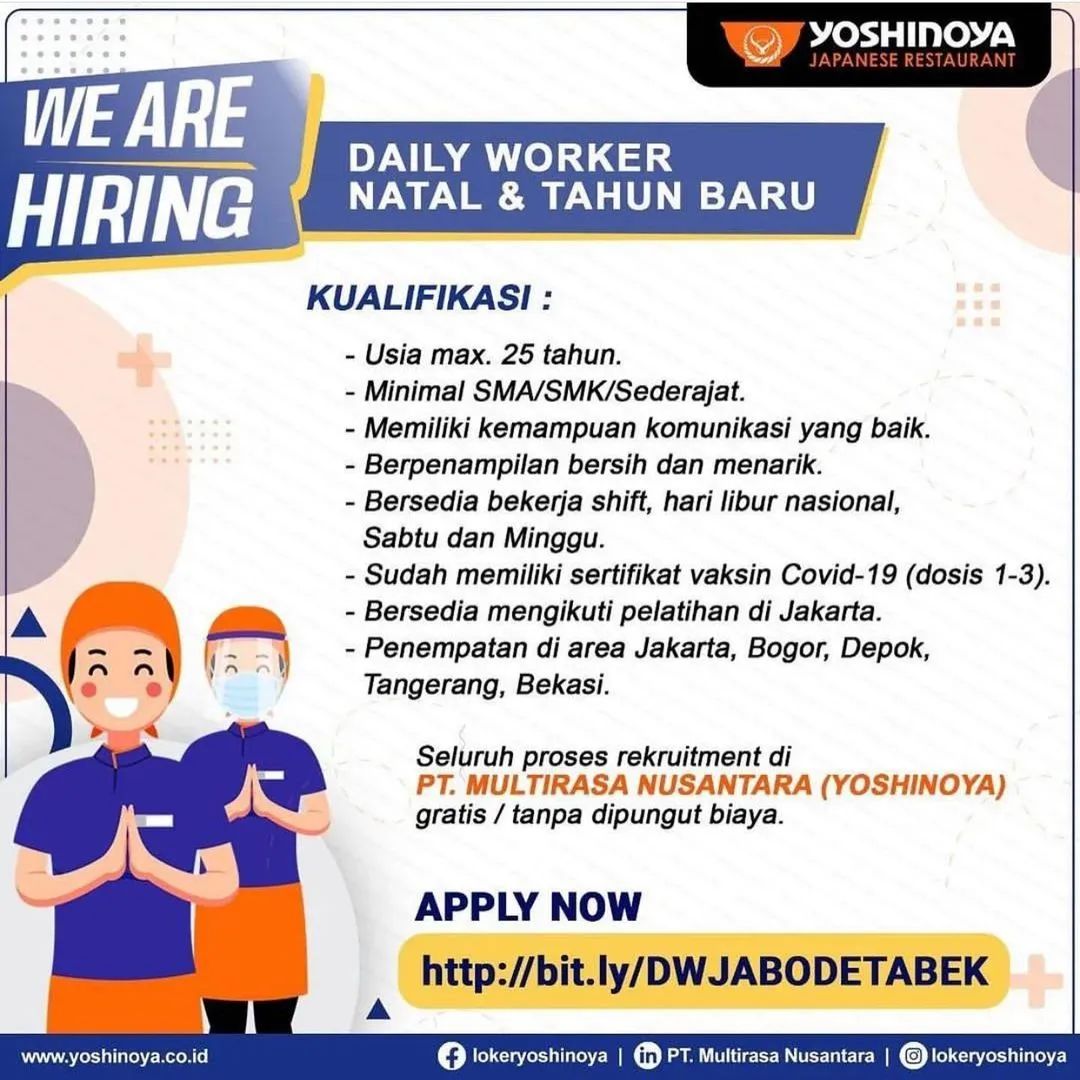 YOSHINOYA
JAPANESE RESTAURANT
WE ARE
HIRING
DAILY WORKER
NATAL & TAHUN BARU
KUALIFIKASI :
- Usia max. 25 tahun.
- Minimal SMA/SMK/Sederajat.
- Memiliki kemampuan komunikasi yang baik.
- Berpenampilan bersih dan menarik.
- Bersedia bekerja shift, hari libur nasional,
Sabtu dan Minggu.
- Sudah memiliki sertifikat vaksin Covid-19 (dosis 1-3).
- Bersedia mengikuti pelatihan di Jakarta.
- Penempatan di area Jakarta, Bogor, Depok,
Tangerang, Bekasi.
Seluruh proses rekruitment di
PT. MULTIRASA NUSANTARA (YOSHINOYA)
gratis / tanpa dipungut biaya.
APPLY NOW
http://bit.ly/DWJABODETABEK
www.yoshinoya.co.id
lokeryoshinoya | in PT. Multirasa Nusantara | lokeryoshinoya